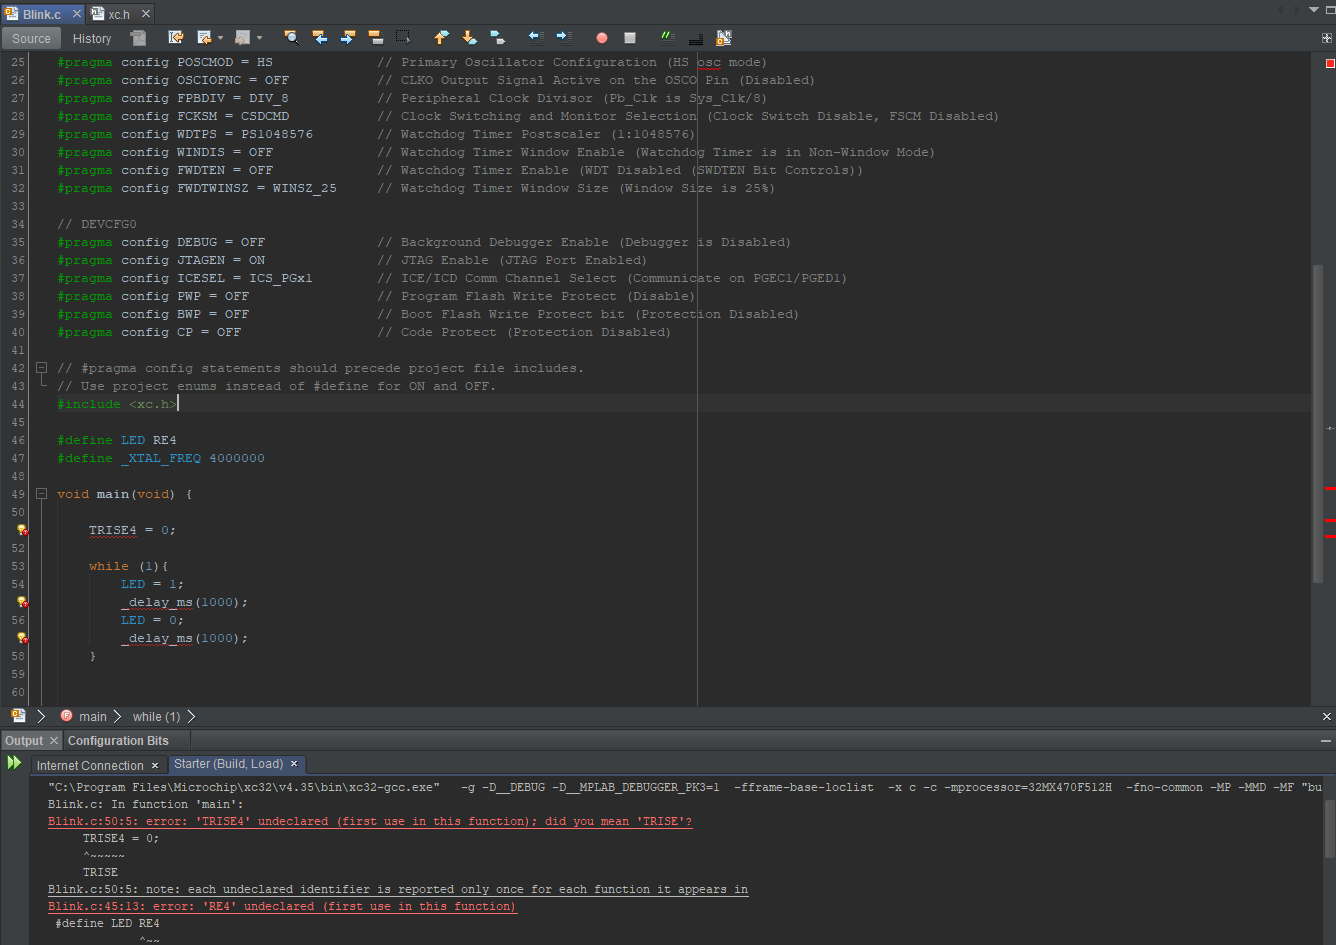 Blink.c × xc.h ×
Source History
25 #pragma config POSCMOD = HS // Primary Oscillator Configuration (HS osc mode)
26 #pragma config OSCIOFNC = OFF // CLKO Output Signal Active on the OSCO Pin (Disabled)
27 #pragma config FPBDIV = DIV_8 // Peripheral Clock Divisor (Pb_Clk is Sys_Clk/8)
28 #pragma config FCKSM = CSDCMD // Clock Switching and Monitor Selection (Clock Switch Disable, FSCM Disabled)
29 #pragma config WDTPS = PS1048576 // Watchdog Timer Postscaler (1:1048576)
30 #pragma config WINDIS = OFF // Watchdog Timer Window Enable (Watchdog Timer is in Non-Window Mode)
31 #pragma config FWDTEN = OFF // Watchdog Timer Enable (WDT Disabled (SWDTEN Bit Controls))
32 #pragma config FWDTWINSZ = WINSZ_25 // Watchdog Timer Window Size (Window Size is 25%)
33
34 // DEVCFG0
35 #pragma config DEBUG = OFF // Background Debugger Enable (Debugger is Disabled)
36 #pragma config JTAGEN = ON // JTAG Enable (JTAG Port Enabled)
37 #pragma config ICESEL = ICS_PGx1 // ICE/ICD Comm Channel Select (Communicate on PGEC1/PGED1)
38 #pragma config PWP = OFF // Program Flash Write Protect (Disable)
39 #pragma config BWP = OFF // Boot Flash Write Protect bit (Protection Disabled)
40 #pragma config CP = OFF // Code Protect (Protection Disabled)
41
42 // #pragma config statements should precede project file includes.
43 // Use project enums instead of #define for ON and OFF.
44 #include <xc.h>
45
46 #define LED RE4
47 #define _XTAL_FREQ 4000000
48
49 void main(void) {
50
TRISE4 = 0;
52
53 while (1){
54 LED = 1;
_delay_ms(1000);
56 LED = 0;
_delay_ms(1000);
58 }
59
60
main while (1)
Output × Configuration Bits
Internet Connection × Starter (Build, Load) ×
"C:\Program Files\Microchip\xc32\v4.35\bin\xc32-gcc.exe" -g -D__DEBUG -D__MPLAB_DEBUGGER_PK3=1 -fframe-base-loclist -x c -c -mprocessor=32MX470F512H -fno-common -MP -MMD -MF "bu
Blink.c: In function 'main':
Blink.c:50:5: error: 'TRISE4' undeclared (first use in this function); did you mean 'TRISE'?
TRISE4 = 0;
^~~~~~
TRISE
Blink.c:50:5: note: each undeclared identifier is reported only once for each function it appears in
Blink.c:45:13: error: 'RE4' undeclared (first use in this function)
#define LED RE4
^~~